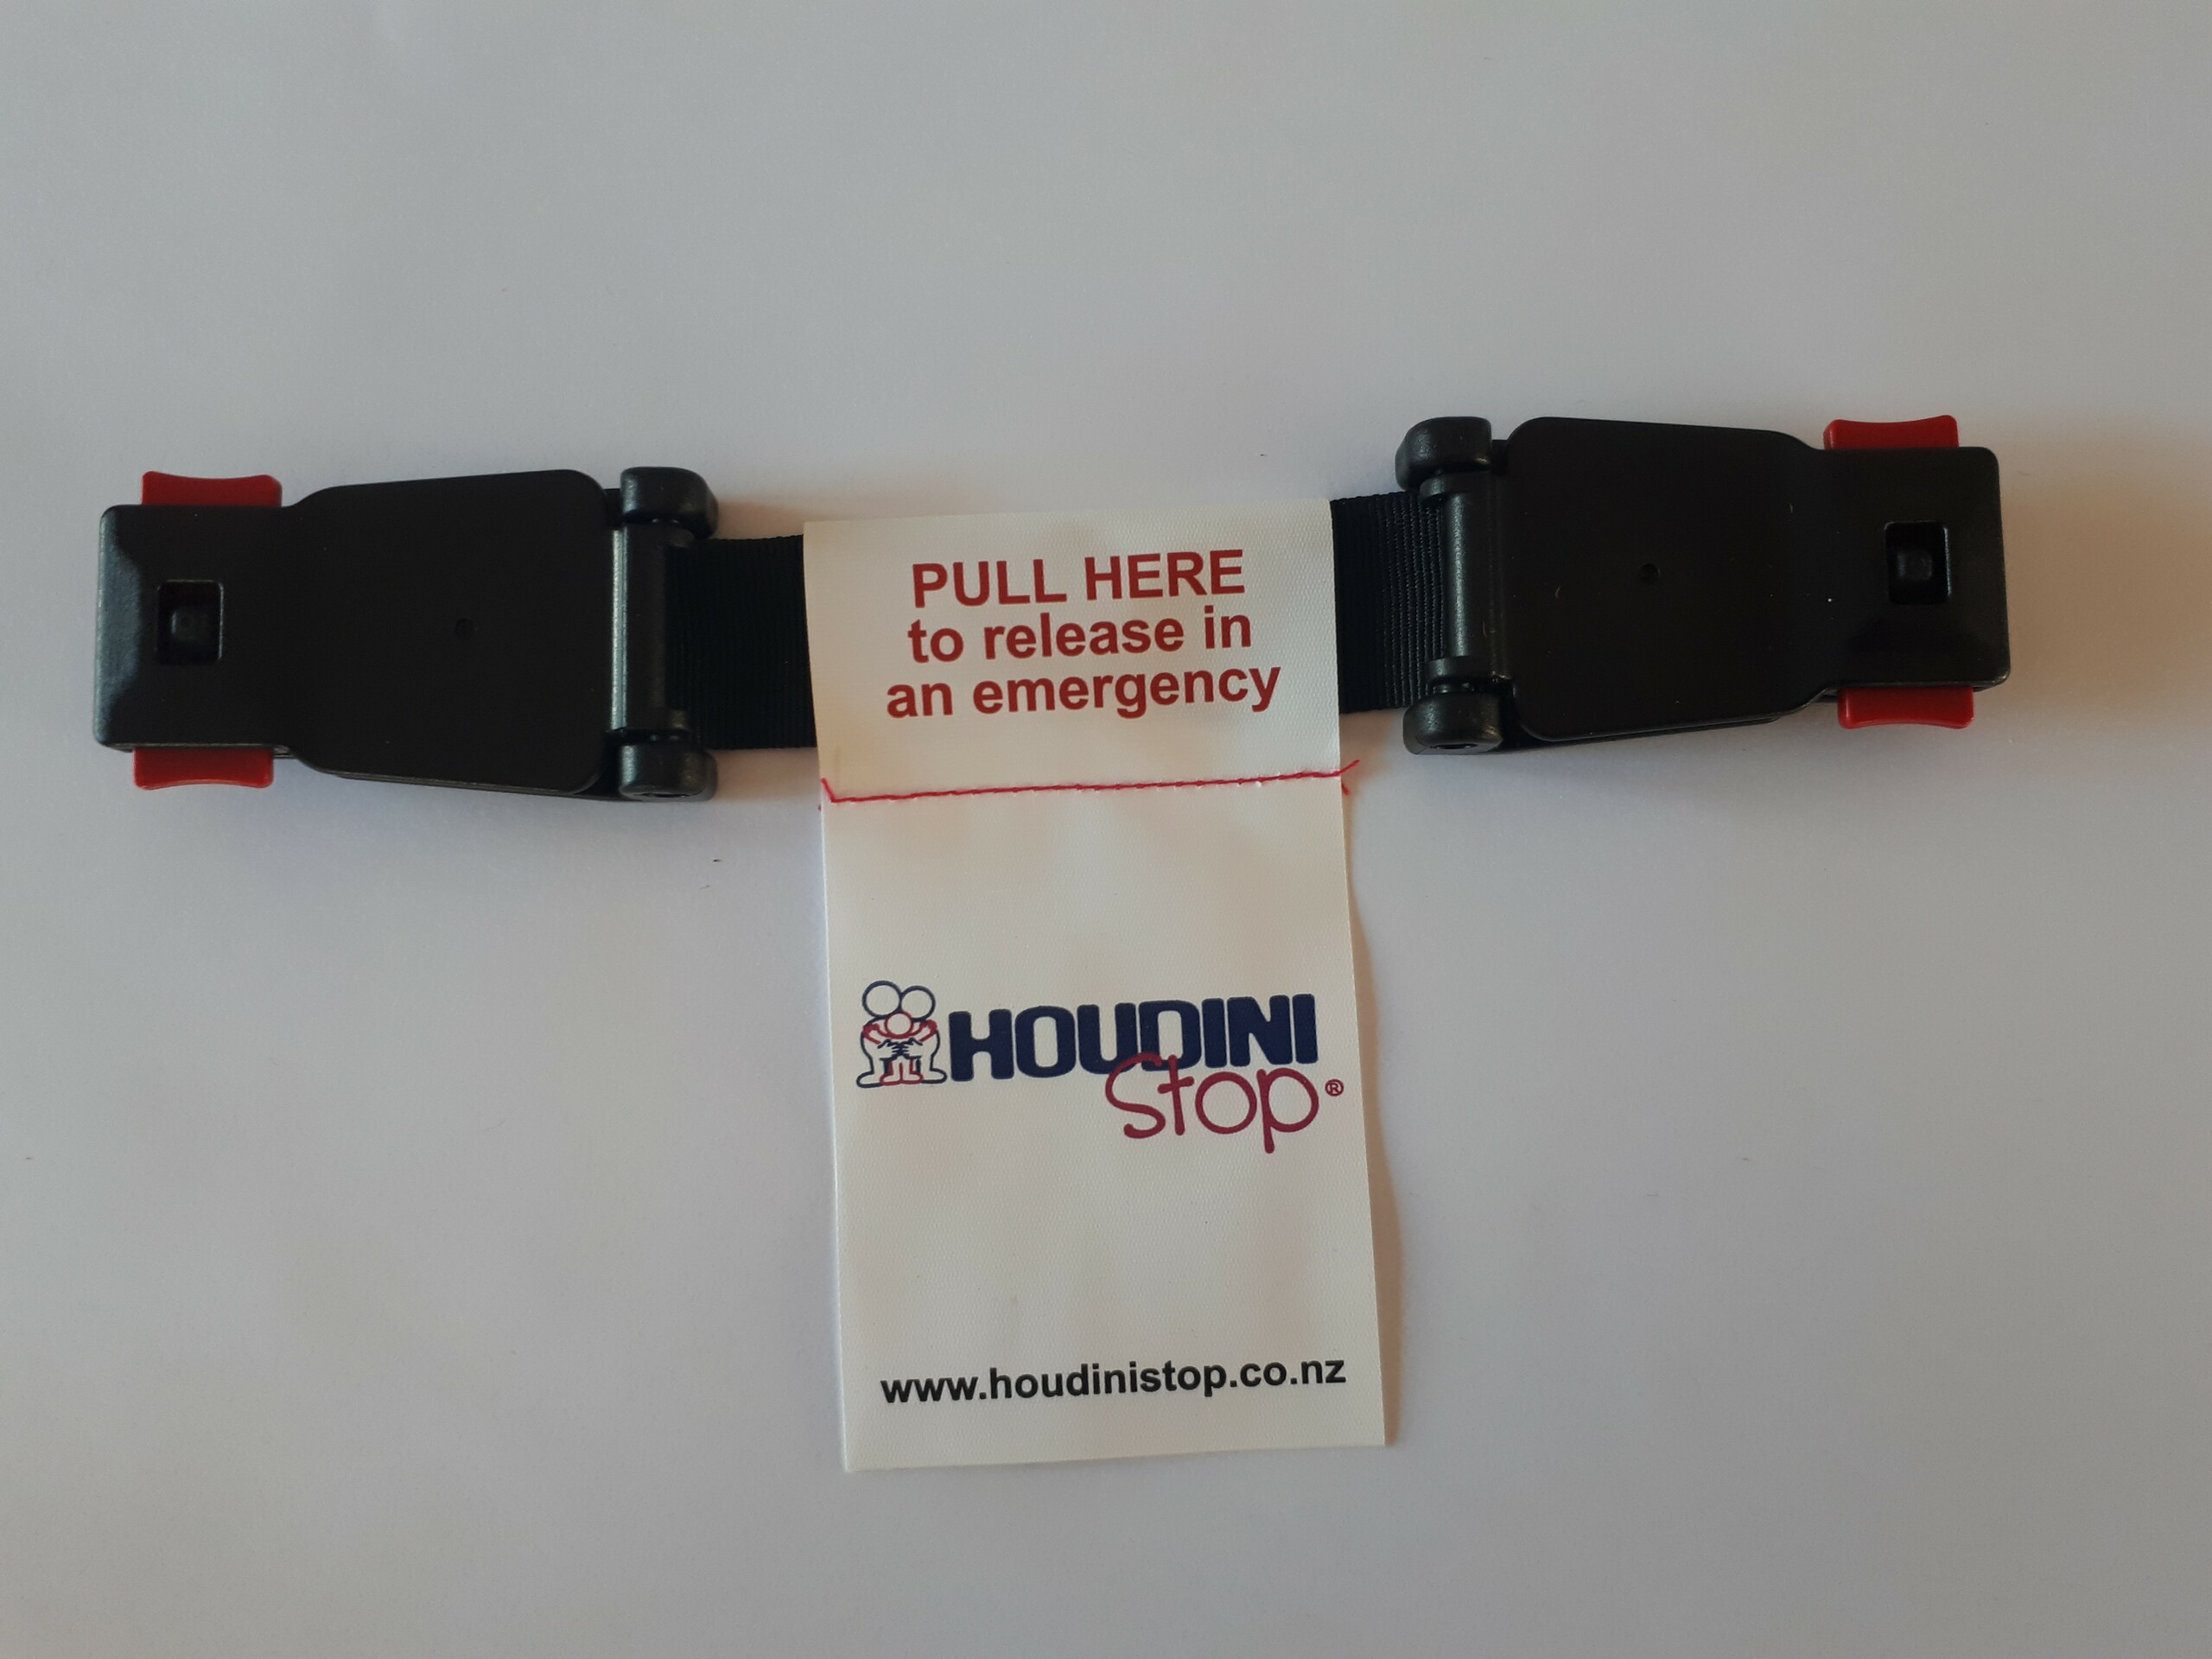 PULL HERE
to release in
an emergency
HOUDINI
Stop®
www.houdinistop.co.nz